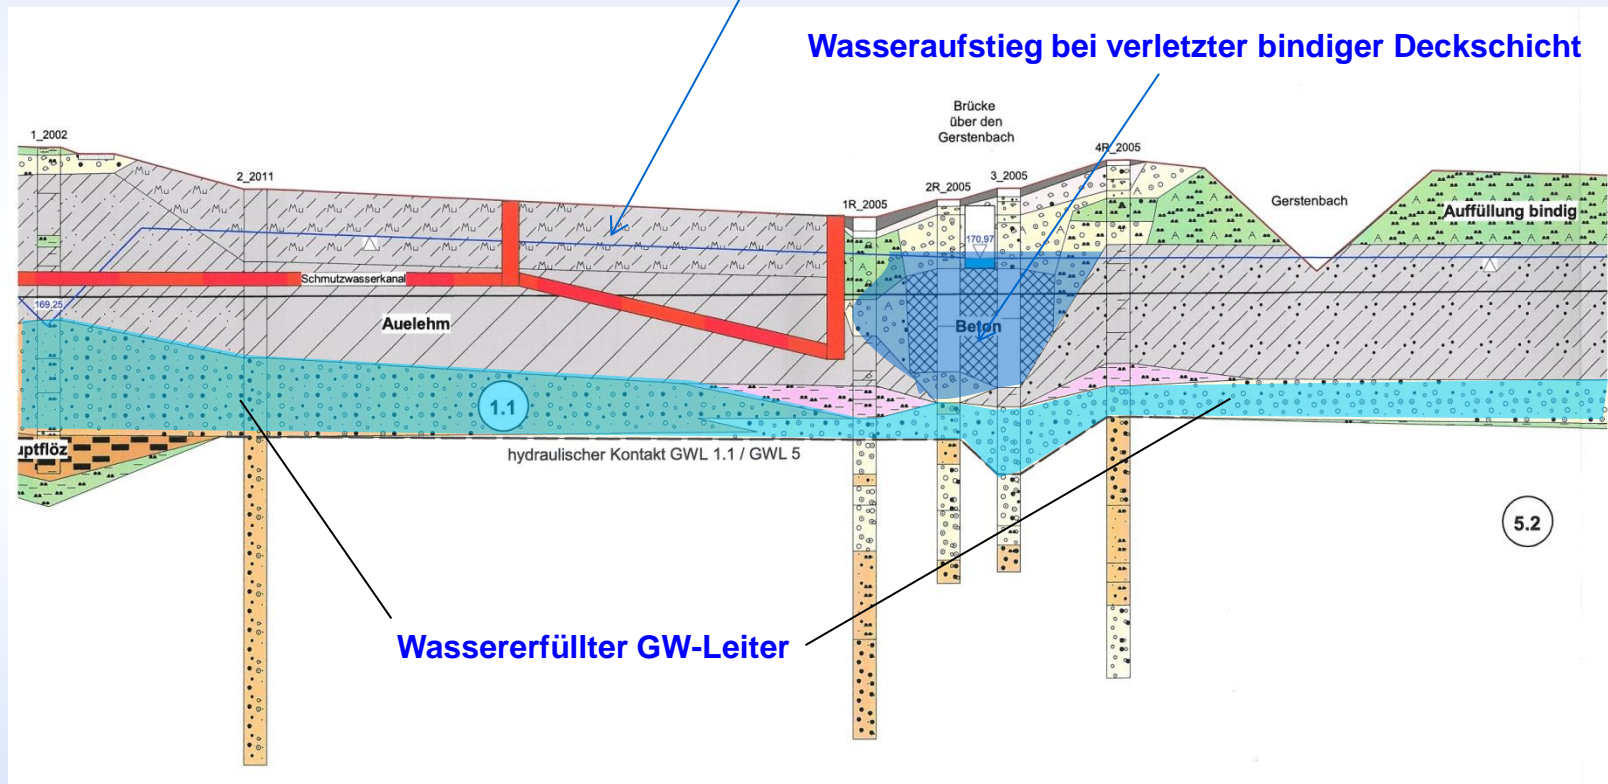 Wasseraufstieg bei verletzter bindiger Deckschicht
Brücke
über den
Gerstenbach
1_2002
2_2011
1R_2005
2R_2005
3_2005
4R_2005
Gerstenbach
Auffüllung bindig
170,97
Schmutzwasserkanal
169,25
Auelehm
Beton
1.1
uptflöz
hydraulischer Kontakt GWL 1.1 / GWL 5
5.2
Wassererfüllter GW-Leiter